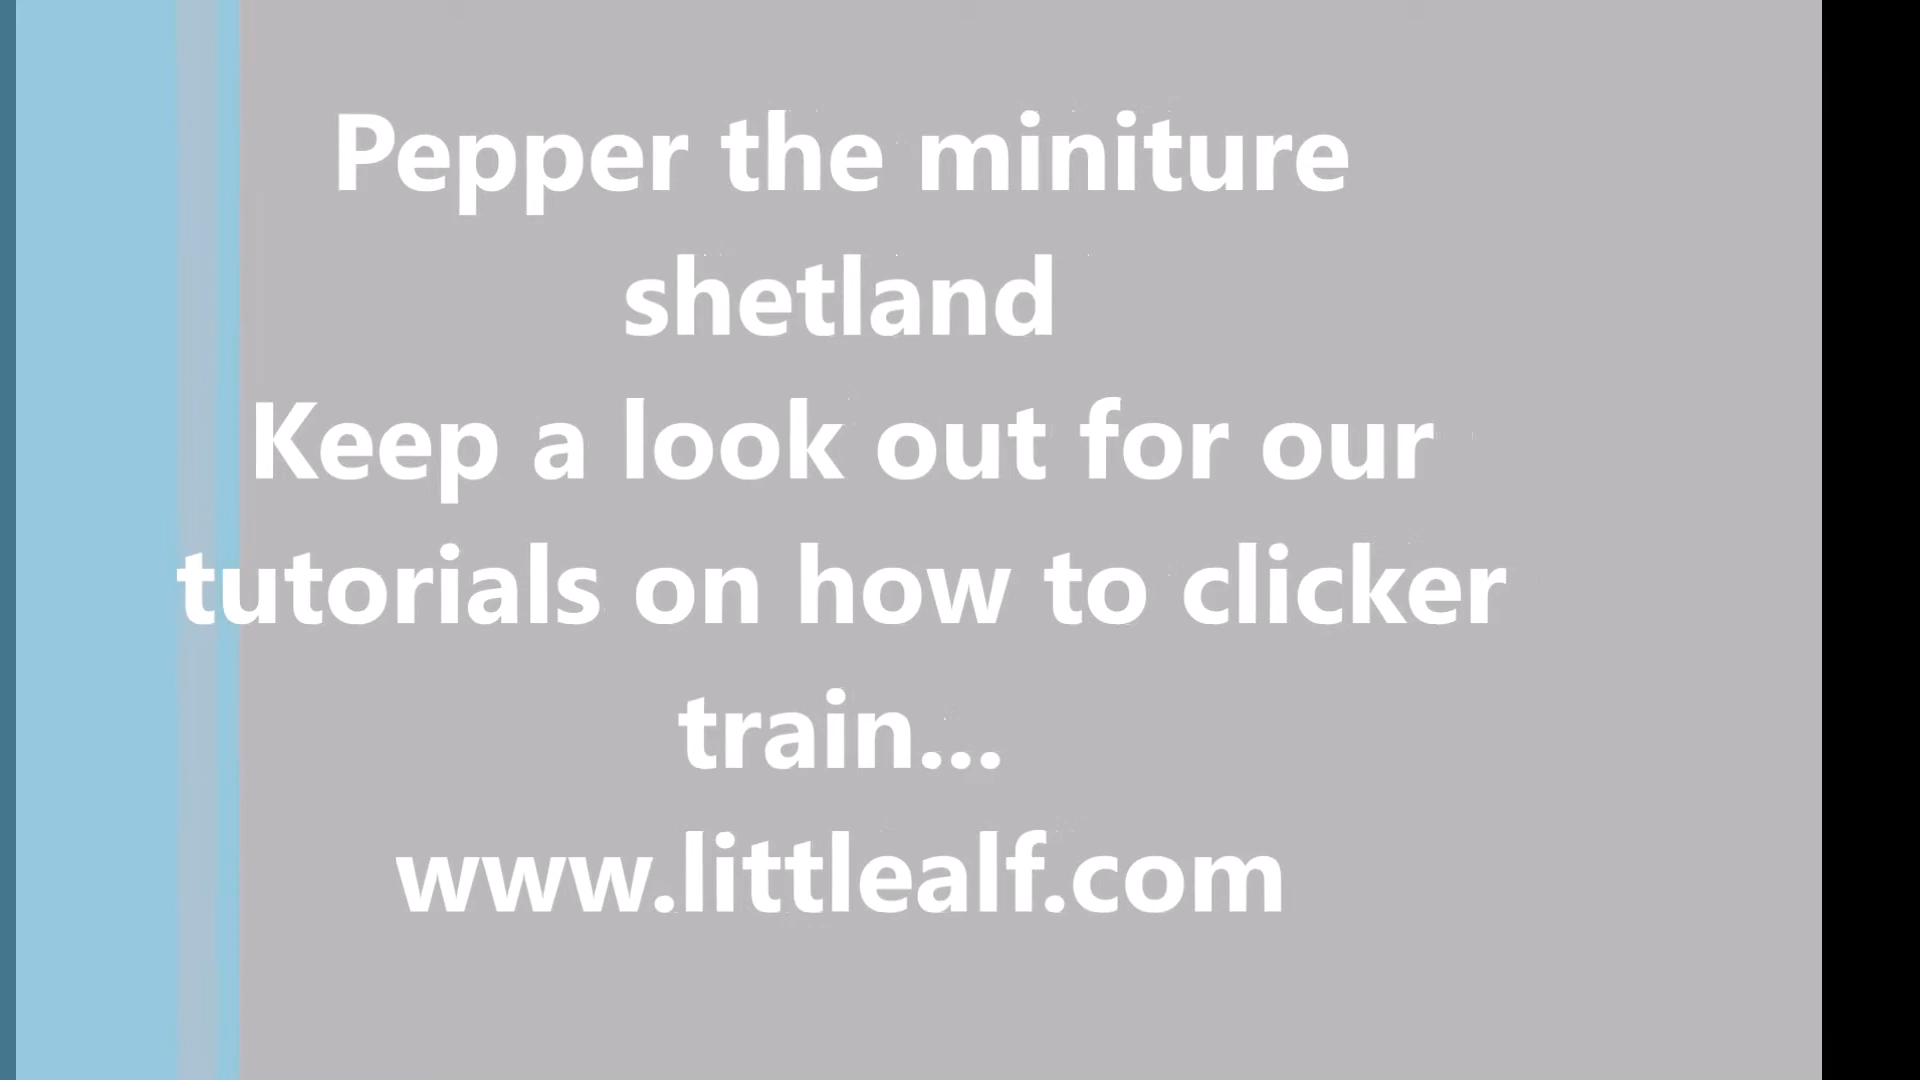 Pepper the miniture
shetland
Keep a look out for our
tutorials on how to clicker
train...
www.littlealf.com